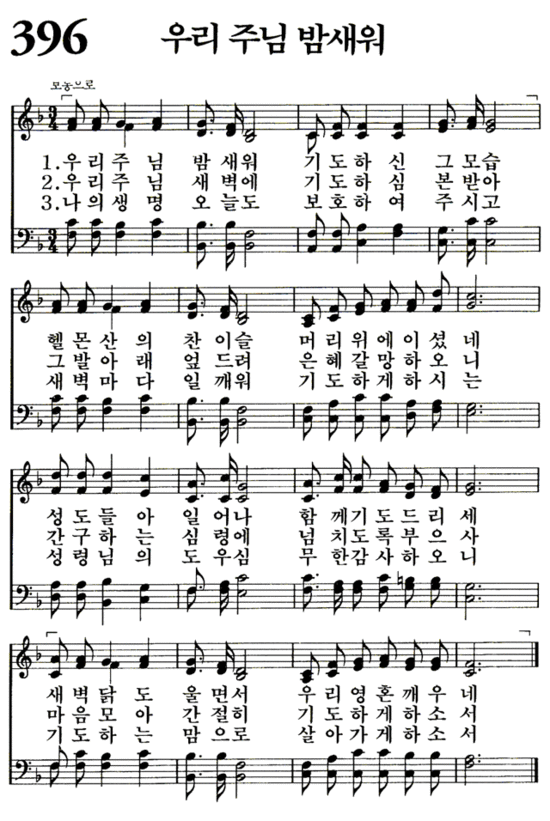 396 우리 주님 밤새워
모농으로
1.우리주님 밤새워 기도하신 그모습
2.우리주님 새벽에 기도하심 본받아
3.나의생명 오늘도 보호하여 주시고
헬몬산의 찬이슬 머리위에이셨네
그발아래 엎드려 은혜갈망하오니
새벽마다 일깨워 기도하게하시는
성도들아 일어나 함께기도드리세
간구하는 심령에 넘치도록부으사
성령님의 도우심 무한감사하오니
새벽닭도 울면서 우리영혼깨우네
마음모아 간절히 기도하게하소서
기도하는 맘으로 살아가게하소서